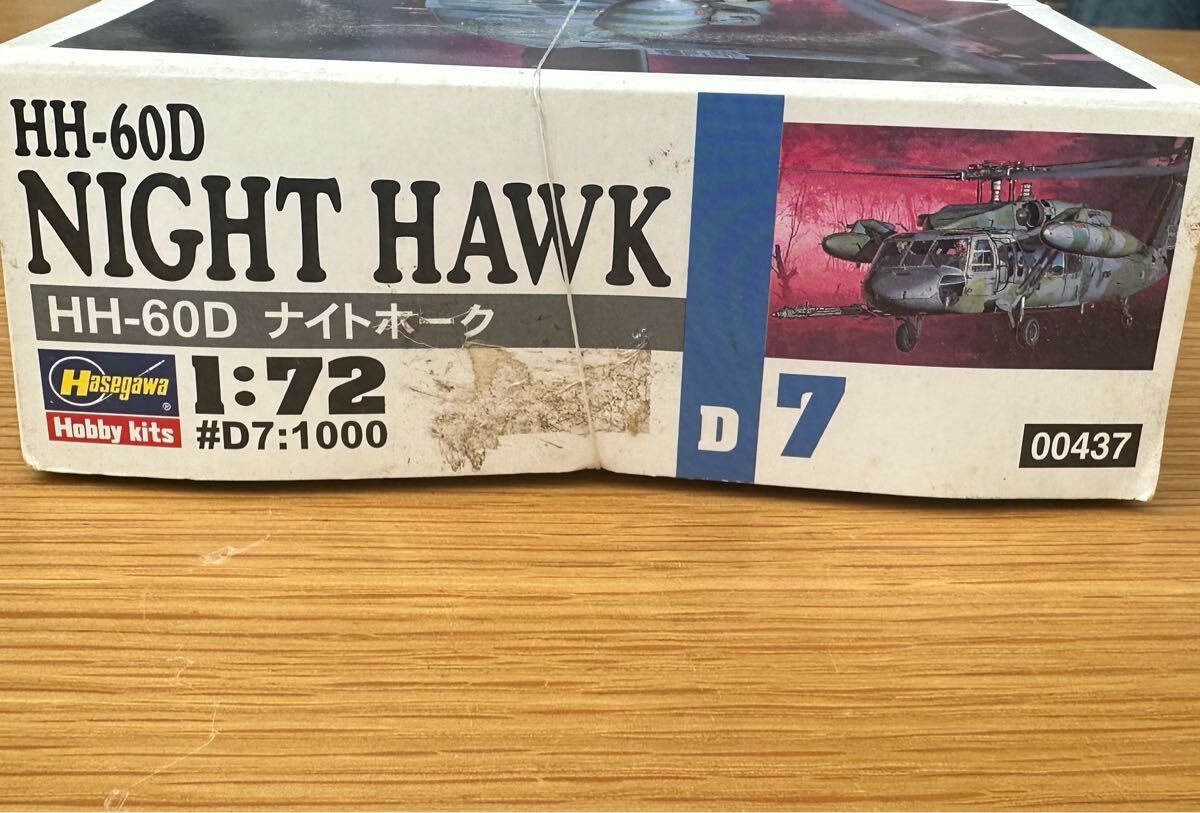 HH-60D
NIGHT HAWK
HH-60D ナイトホーク
Hasegawa
Hobby kits
1:72
#D7:1000
D 7
00437